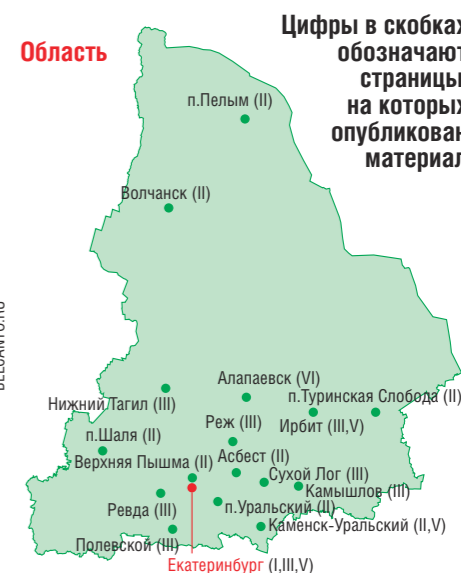 Область
Цифры в скобках
обозначают
страницы,
на которых
опубликован
материал
п.Пелым (II)
Волчанск (II)
Алапаевск (VI)
п.Туринская Слобода (II)
Нижний Тагил (III)
Ирбит (III,V)
Реж (III)
п.Шаля (II)
Асбест (II)
Верхняя Пышма (II)
Сухой Лог (III)
Камышлов (III)
Ревда (III)
п.Уральский (II)
Каменск-Уральский (II,V)
Полевской (III)
Екатеринбург (I,III,V)